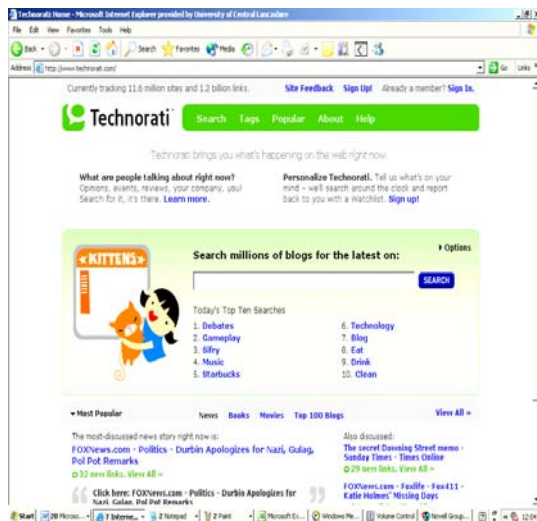 Technorati Home - Microsoft Internet Explorer provided by University of Central Lancashire
File Edit View Favorites Tools Help
Back Search Favorites Media
Address http://www.technorati.com/ Go Links
Currently tracking 11.6 million sites and 1.2 billion links. Site Feedback Sign Up! Already a member? Sign In.
Technorati Search Tags Popular About Help
Technorati brings you what's happening on the web right now.
What are people talking about right now?
Opinions, events, reviews, your company, you!
Search for it, it's there. Learn more.
Personalize Technorati. Tell us what's on your
mind - we'll search around the clock and report
back to you with a Watchlist. Sign up!
Options
KITTENS
Search millions of blogs for the latest on:
SEARCH
Today's Top Ten Searches
1. Debates
2. Gameplay
3. Sifry
4. Music
5. Starbucks
6. Technology
7. Blog
8. Eat
9. Drink
10. Clean
Most Popular News Books Movies Top 100 Blogs View All »
The most-discussed news story right now is:
FOXNews.com - Politics - Durbin Apologizes for Nazi, Gulag,
Pol Pot Remarks
32 new links. View All »
Click here: FOXNews.com - Politics - Durbin Apologizes for
Nazi, Gulag, Pol Pot Remarks
Also discussed:
The secret Downing Street memo -
Sunday Times - Times Online
29 new links. View All »
FOXNews.com - Foxlife - Fox411 -
Katie Holmes' Missing Days
Start 20 Micros... 7 Interne... 2 Notepad 2 Paint Microsoft Ex... Windows Me... Volume Control Novell Group... 12:04